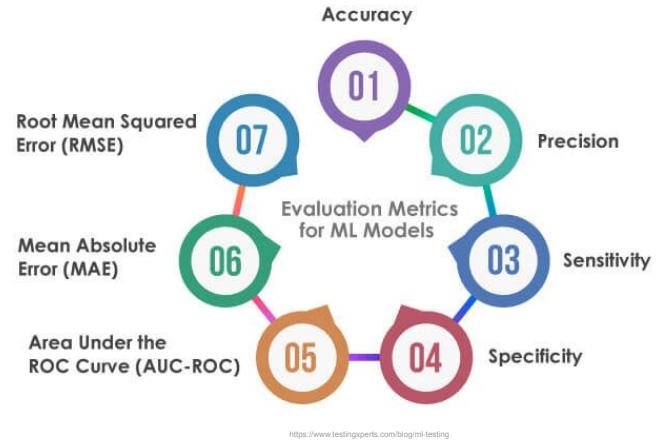 Accuracy
01
02
Precision
03
Sensitivity
04
Specificity
05
Area Under the
ROC Curve (AUC-ROC)
06
Mean Absolute
Error (MAE)
07
Root Mean Squared
Error (RMSE)
Evaluation Metrics
for ML Models
https://www.testingxperts.com/blog/ml-testing